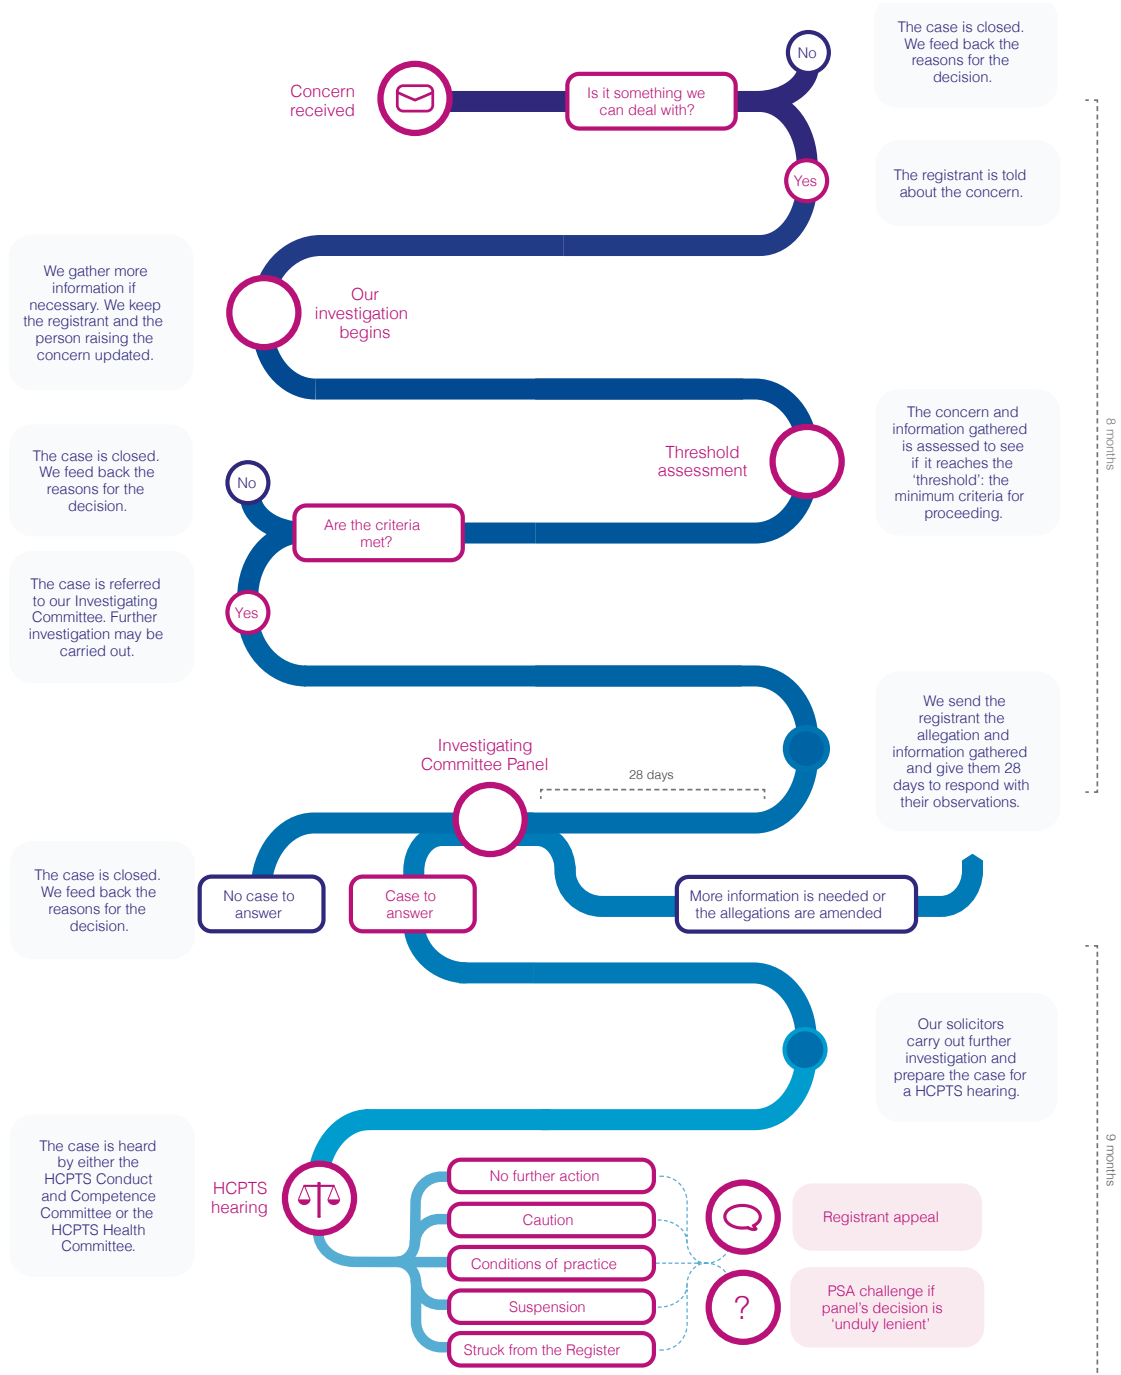 Concern
received
Is it something we
can deal with?
No
The case is closed.
We feed back the
reasons for the
decision.
Yes
The registrant is told
about the concern.
We gather more
information if
necessary. We keep
the registrant and the
person raising the
concern updated.
Our
investigation
begins
Threshold
assessment
The concern and
information gathered
is assessed to see
if it reaches the
‘threshold’: the
minimum criteria for
proceeding.
8 months
The case is closed.
We feed back the
reasons for the
decision.
No
Are the criteria
met?
The case is referred
to our Investigating
Committee. Further
investigation may be
carried out.
Yes
We send the
registrant the
allegation and
information gathered
and give them 28
days to respond with
their observations.
Investigating
Committee Panel
28 days
The case is closed.
We feed back the
reasons for the
decision.
No case to
answer
Case to
answer
More information is needed or
the allegations are amended
Our solicitors
carry out further
investigation and
prepare the case for
a HCPTS hearing.
9 months
The case is heard
by either the
HCPTS Conduct
and Competence
Committee or the
HCPTS Health
Committee.
HCPTS
hearing
No further action
Caution
Conditions of practice
Suspension
Struck from the Register
Registrant appeal
?
PSA challenge if
panel’s decision is
‘unduly lenient’